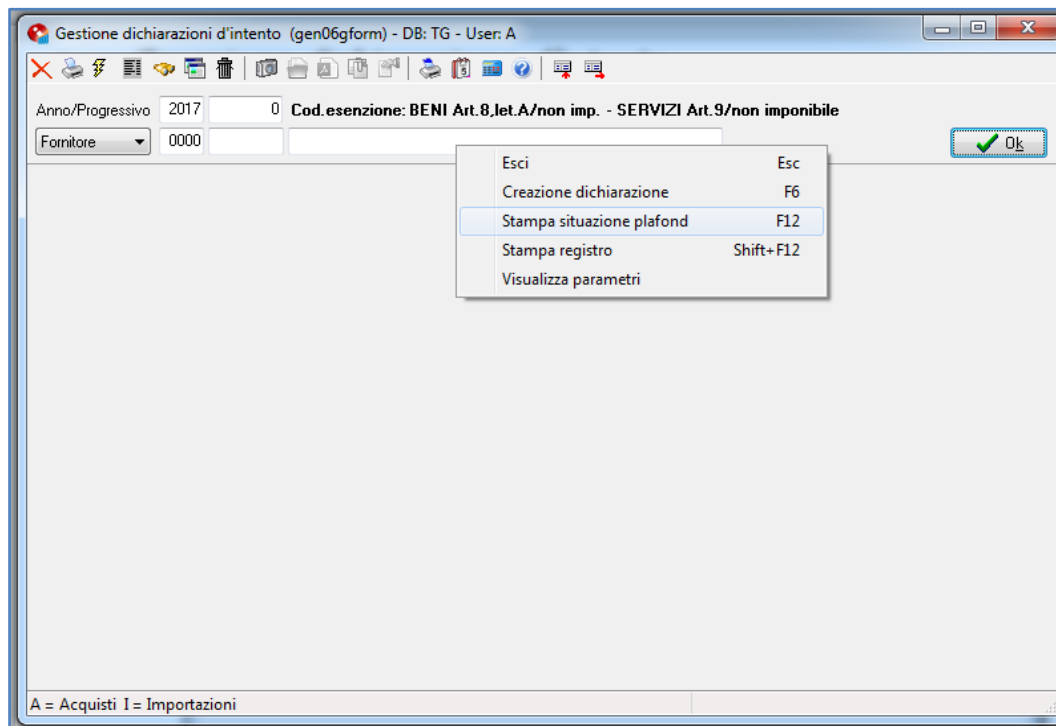 Gestione dichiarazioni d'intento (gen06gform) - DB: TG - User: A
Anno/Progressivo 2017 0 Cod.esenzione: BENI Art.8,let.A/non imp. - SERVIZI Art.9/non imponibile
Fornitore 0000 Ok
Esci Esc
Creazione dichiarazione F6
Stampa situazione plafond F12
Stampa registro Shift+F12
Visualizza parametri
A = Acquisti I = Importazioni